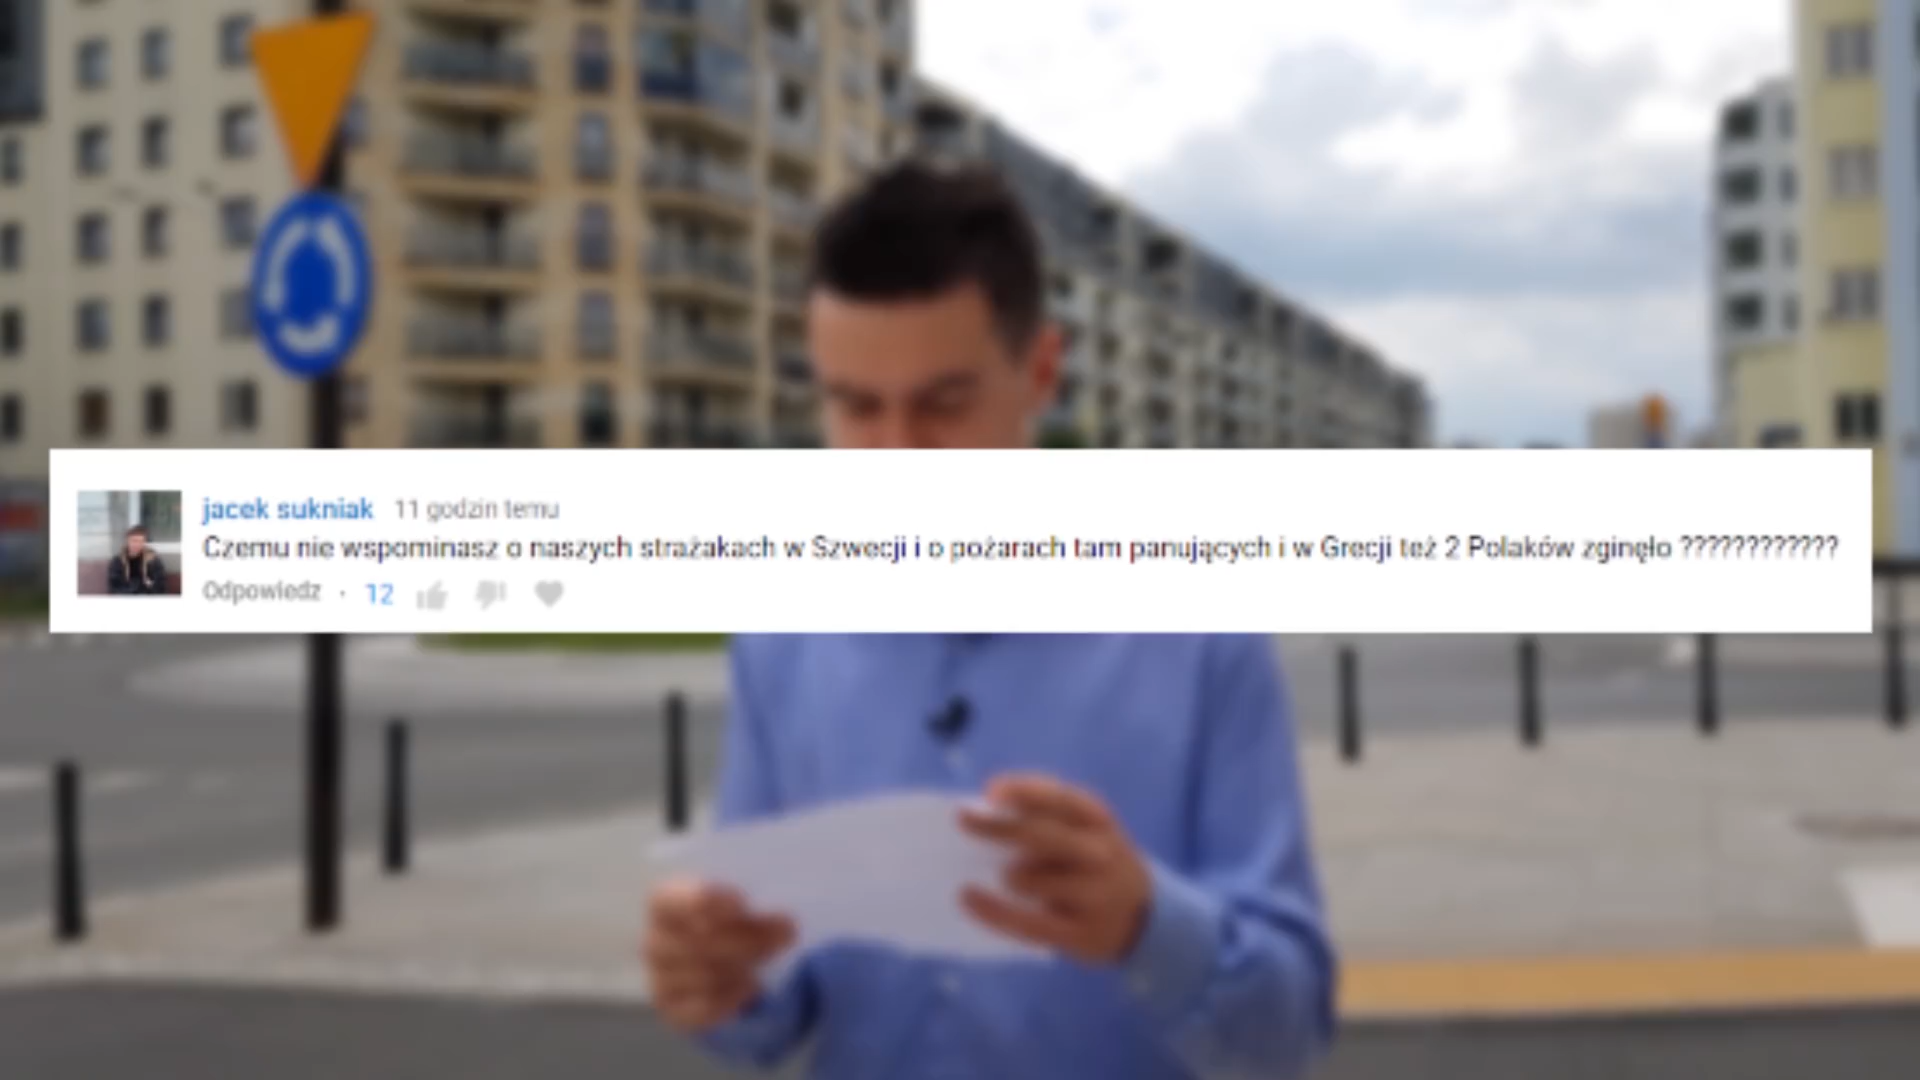 jacek sukniak 11 godzin temu
Czemu nie wspominasz o naszych strażakach w Szwecji i o pożarach tam panujących i w Grecji też 2 Polaków zginęło ????????????
Odpowiedz · 12